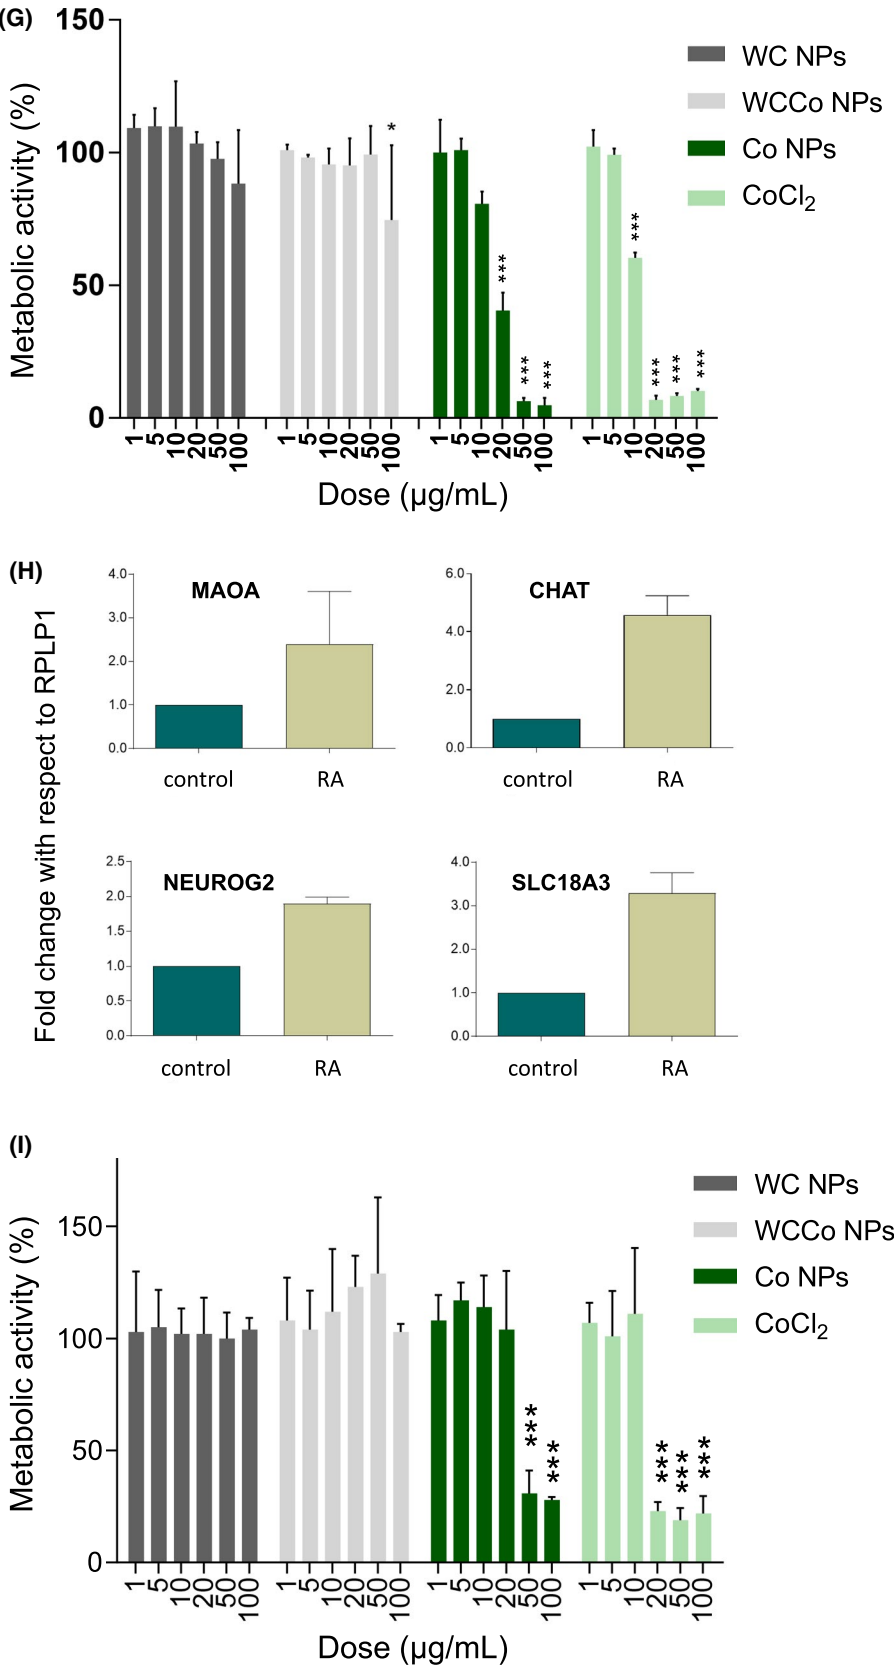 (G)
150
100
50
0
Metabolic activity (%)
WC NPs
WCCo NPs
Co NPs
CoCl2
*
***
***
***
***
***
***
***
1 5 10 20 50 100 1 5 10 20 50 100 1 5 10 20 50 100 1 5 10 20 50 100
Dose (µg/mL)
(H)
Fold change with respect to RPLP1
MAOA
4.0
3.0
2.0
1.0
0.0
control RA
CHAT
6.0
4.0
2.0
0.0
control RA
NEUROG2
2.5
2.0
1.5
1.0
0.5
0.0
control RA
SLC18A3
4.0
3.0
2.0
1.0
0.0
control RA
(I)
150
100
50
0
Metabolic activity (%)
WC NPs
WCCo NPs
Co NPs
CoCl2
***
***
***
***
***
1 5 10 20 50 100 1 5 10 20 50 100 1 5 10 20 50 100 1 5 10 20 50 100
Dose (µg/mL)